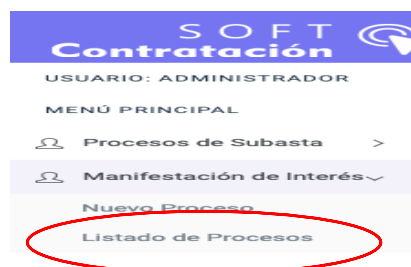 SOFT
Contratación
USUARIO: ADMINISTRADOR
MENÚ PRINCIPAL
Procesos de Subasta >
Manifestación de Interés
Nuevo Proceso
Listado de Procesos